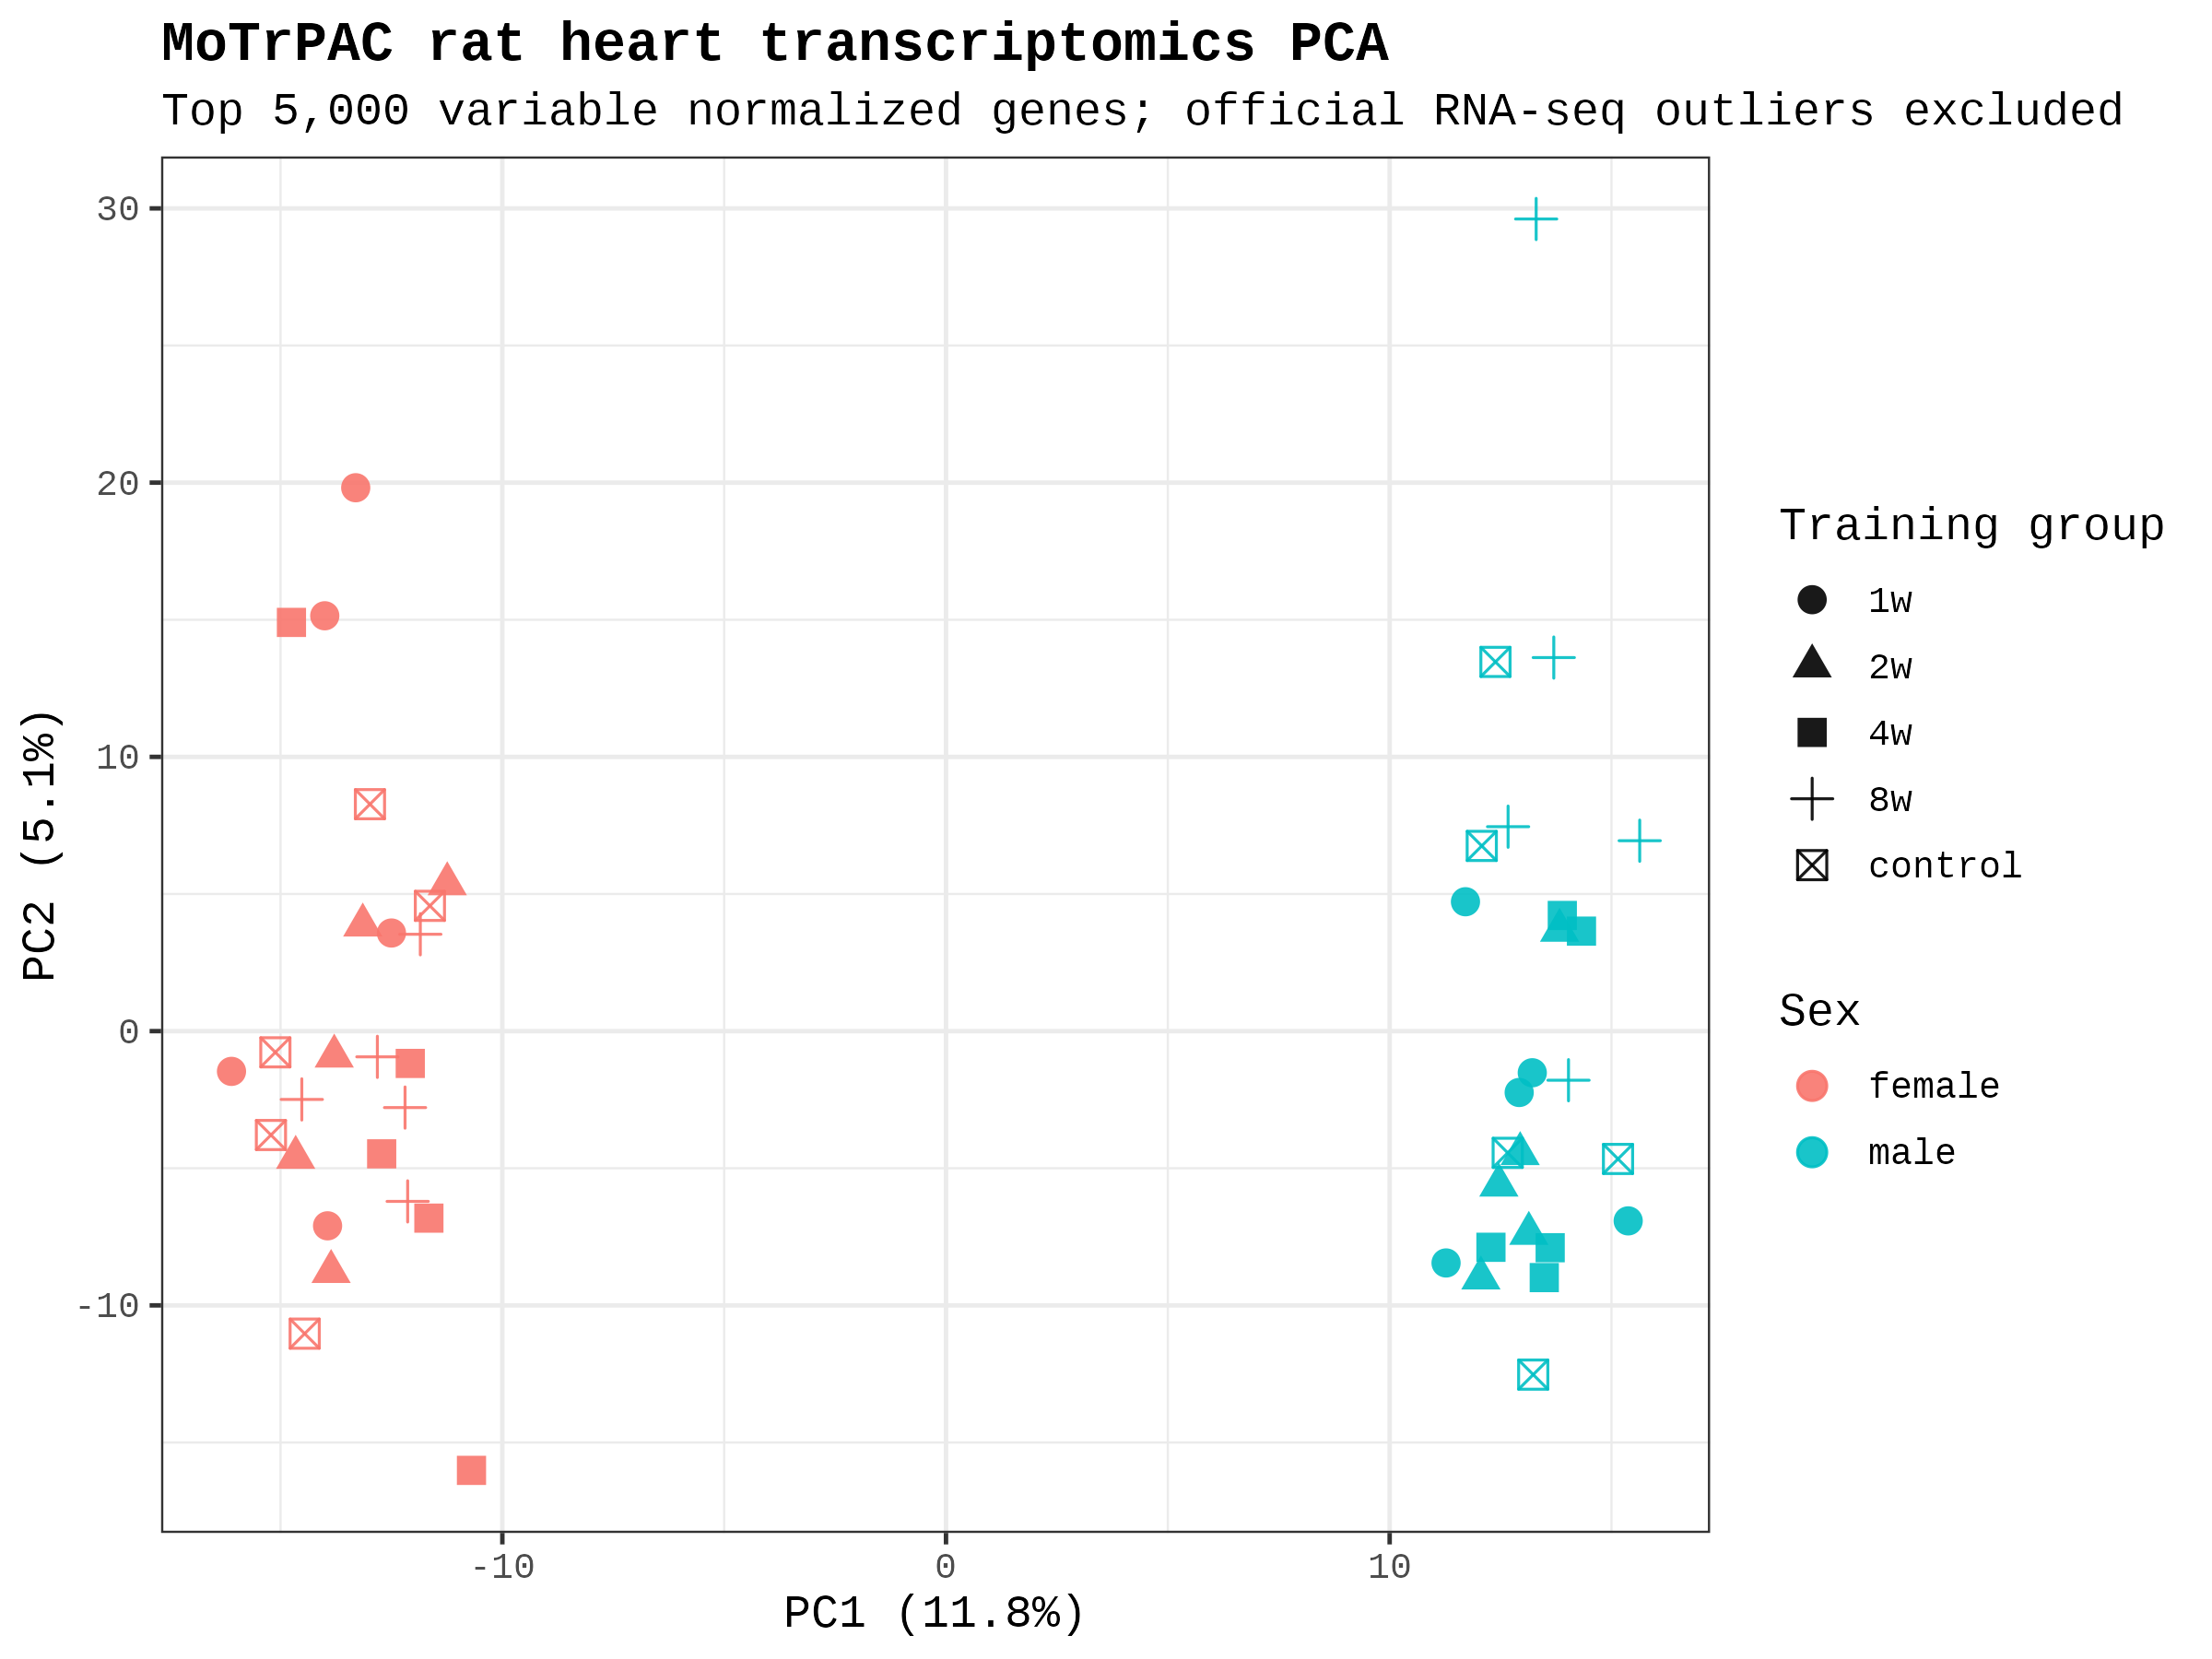 MoTrPAC rat heart transcriptomics PCA
Top 5,000 variable normalized genes; official RNA-seq outliers excluded
30
20
10
0
-10
PC2 (5.1%)
-10
0
10
PC1 (11.8%)
Training group
1w
2w
4w
8w
control
Sex
female
male